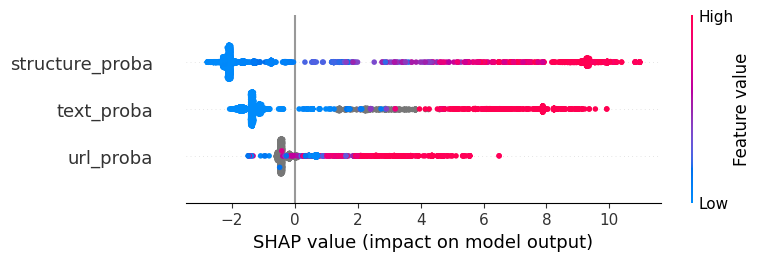 High
structure_proba
text_proba
url_proba
Feature value
Low
−2 0 2 4 6 8 10
SHAP value (impact on model output)